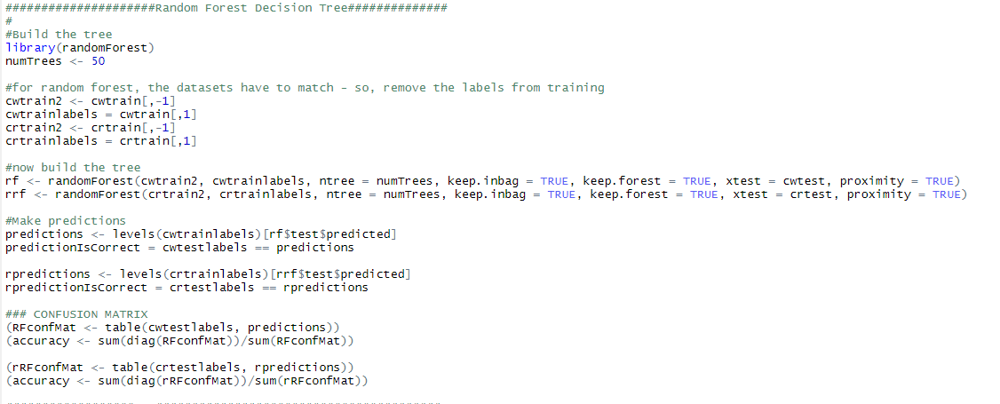 #####################Random Forest Decision Tree##############
#
#Build the tree
library(randomForest)
numTrees <- 50
#for random forest, the datasets have to match - so, remove the labels from training
cwtrain2 <- cwtrain[,-1]
cwtrainlabels = cwtrain[,1]
crtrain2 <- crtrain[,-1]
crtrainlabels = crtrain[,1]
#now build the tree
rf <- randomForest(cwtrain2, cwtrainlabels, ntree = numTrees, keep.inbag = TRUE, keep.forest = TRUE, xtest = cwtest, proximity = TRUE)
rrf <- randomForest(crtrain2, crtrainlabels, ntree = numTrees, keep.inbag = TRUE, keep.forest = TRUE, xtest = crtest, proximity = TRUE)
#Make predictions
predictions <- levels(cwtrainlabels)[rf$test$predicted]
predictionIsCorrect = cwtestlabels == predictions
rpredictions <- levels(crtrainlabels)[rrf$test$predicted]
rpredictionIsCorrect = crtestlabels == rpredictions
### CONFUSION MATRIX
(RFconfMat <- table(cwtestlabels, predictions))
(accuracy <- sum(diag(RFconfMat))/sum(RFconfMat))
(rRFconfMat <- table(crtestlabels, rpredictions))
(accuracy <- sum(diag(rRFconfMat))/sum(rRFconfMat))